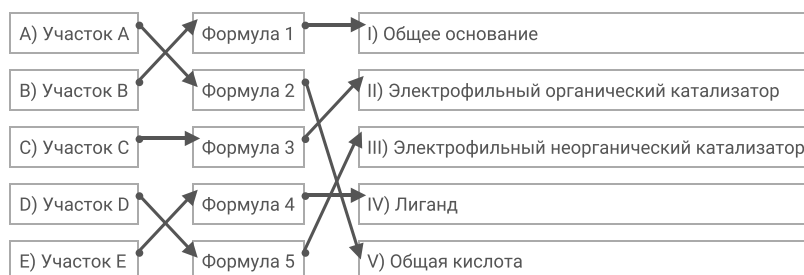 A) Участок A Формула 1 I) Общее основание
B) Участок B Формула 2 II) Электрофильный органический катализатор
C) Участок C Формула 3 III) Электрофильный неорганический катализатор
D) Участок D Формула 4 IV) Лиганд
E) Участок E Формула 5 V) Общая кислота